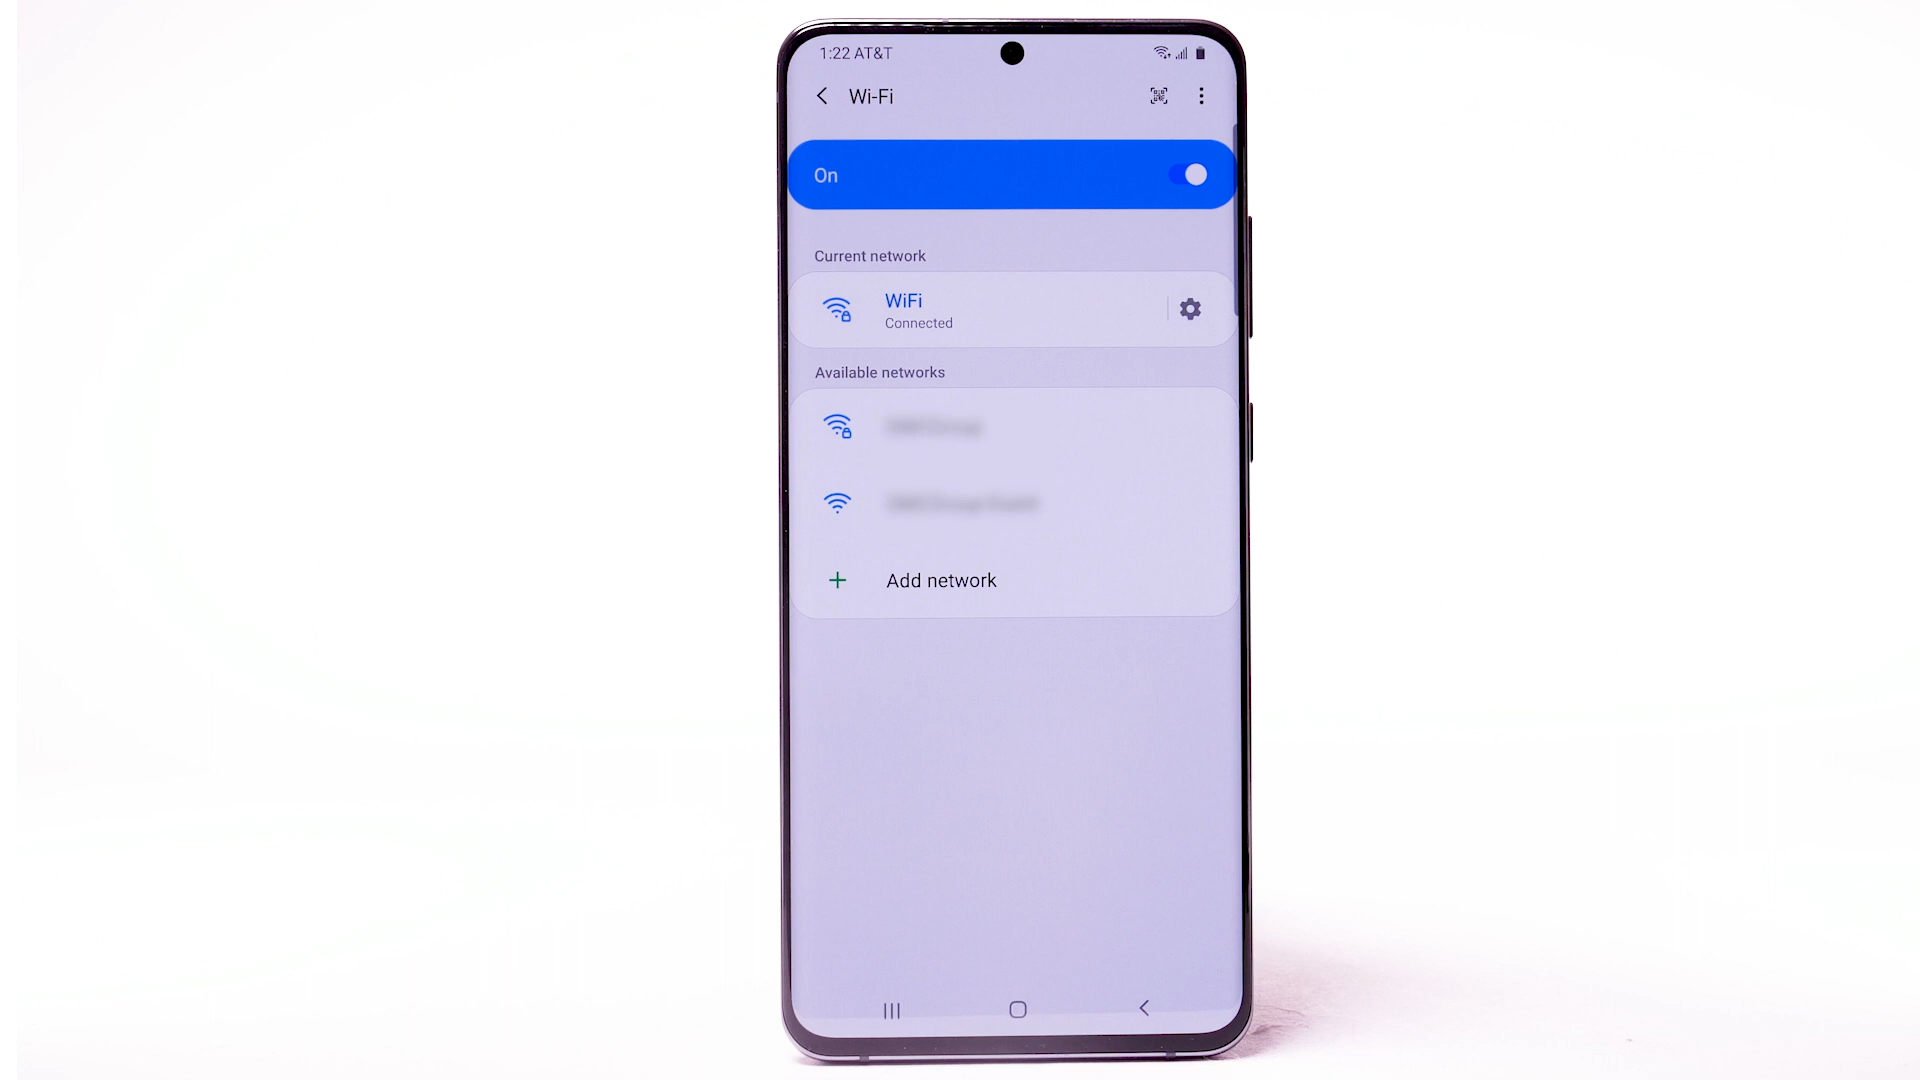 1:22 AT&T
Wi-Fi
On
Current network
WiFi
Connected
Available networks
Add network